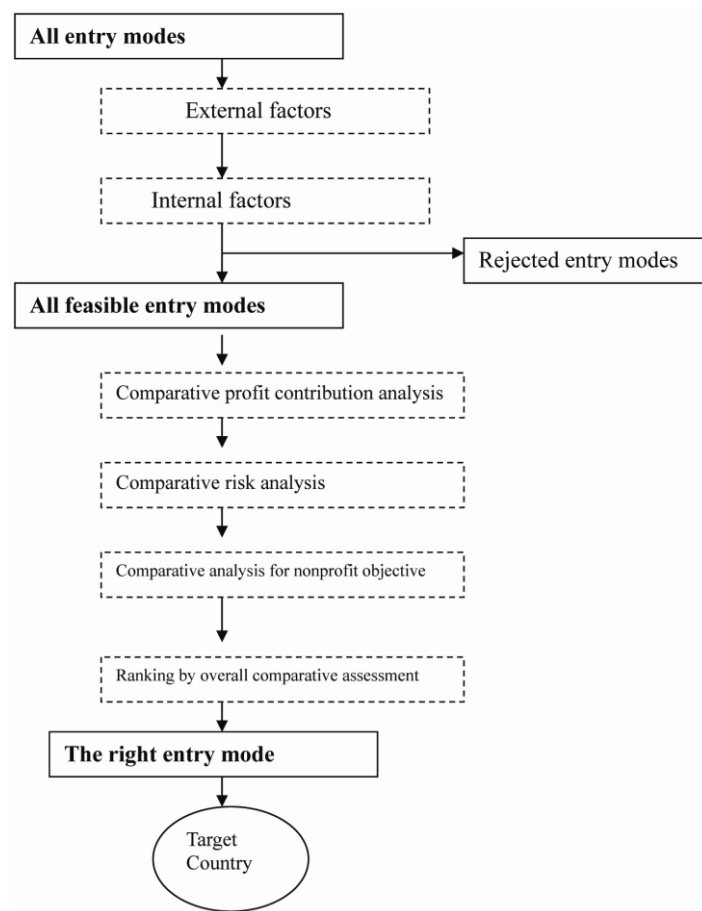 All entry modes
External factors
Internal factors
Rejected entry modes
All feasible entry modes
Comparative profit contribution analysis
Comparative risk analysis
Comparative analysis for nonprofit objective
Ranking by overall comparative assessment
The right entry mode
Target
Country